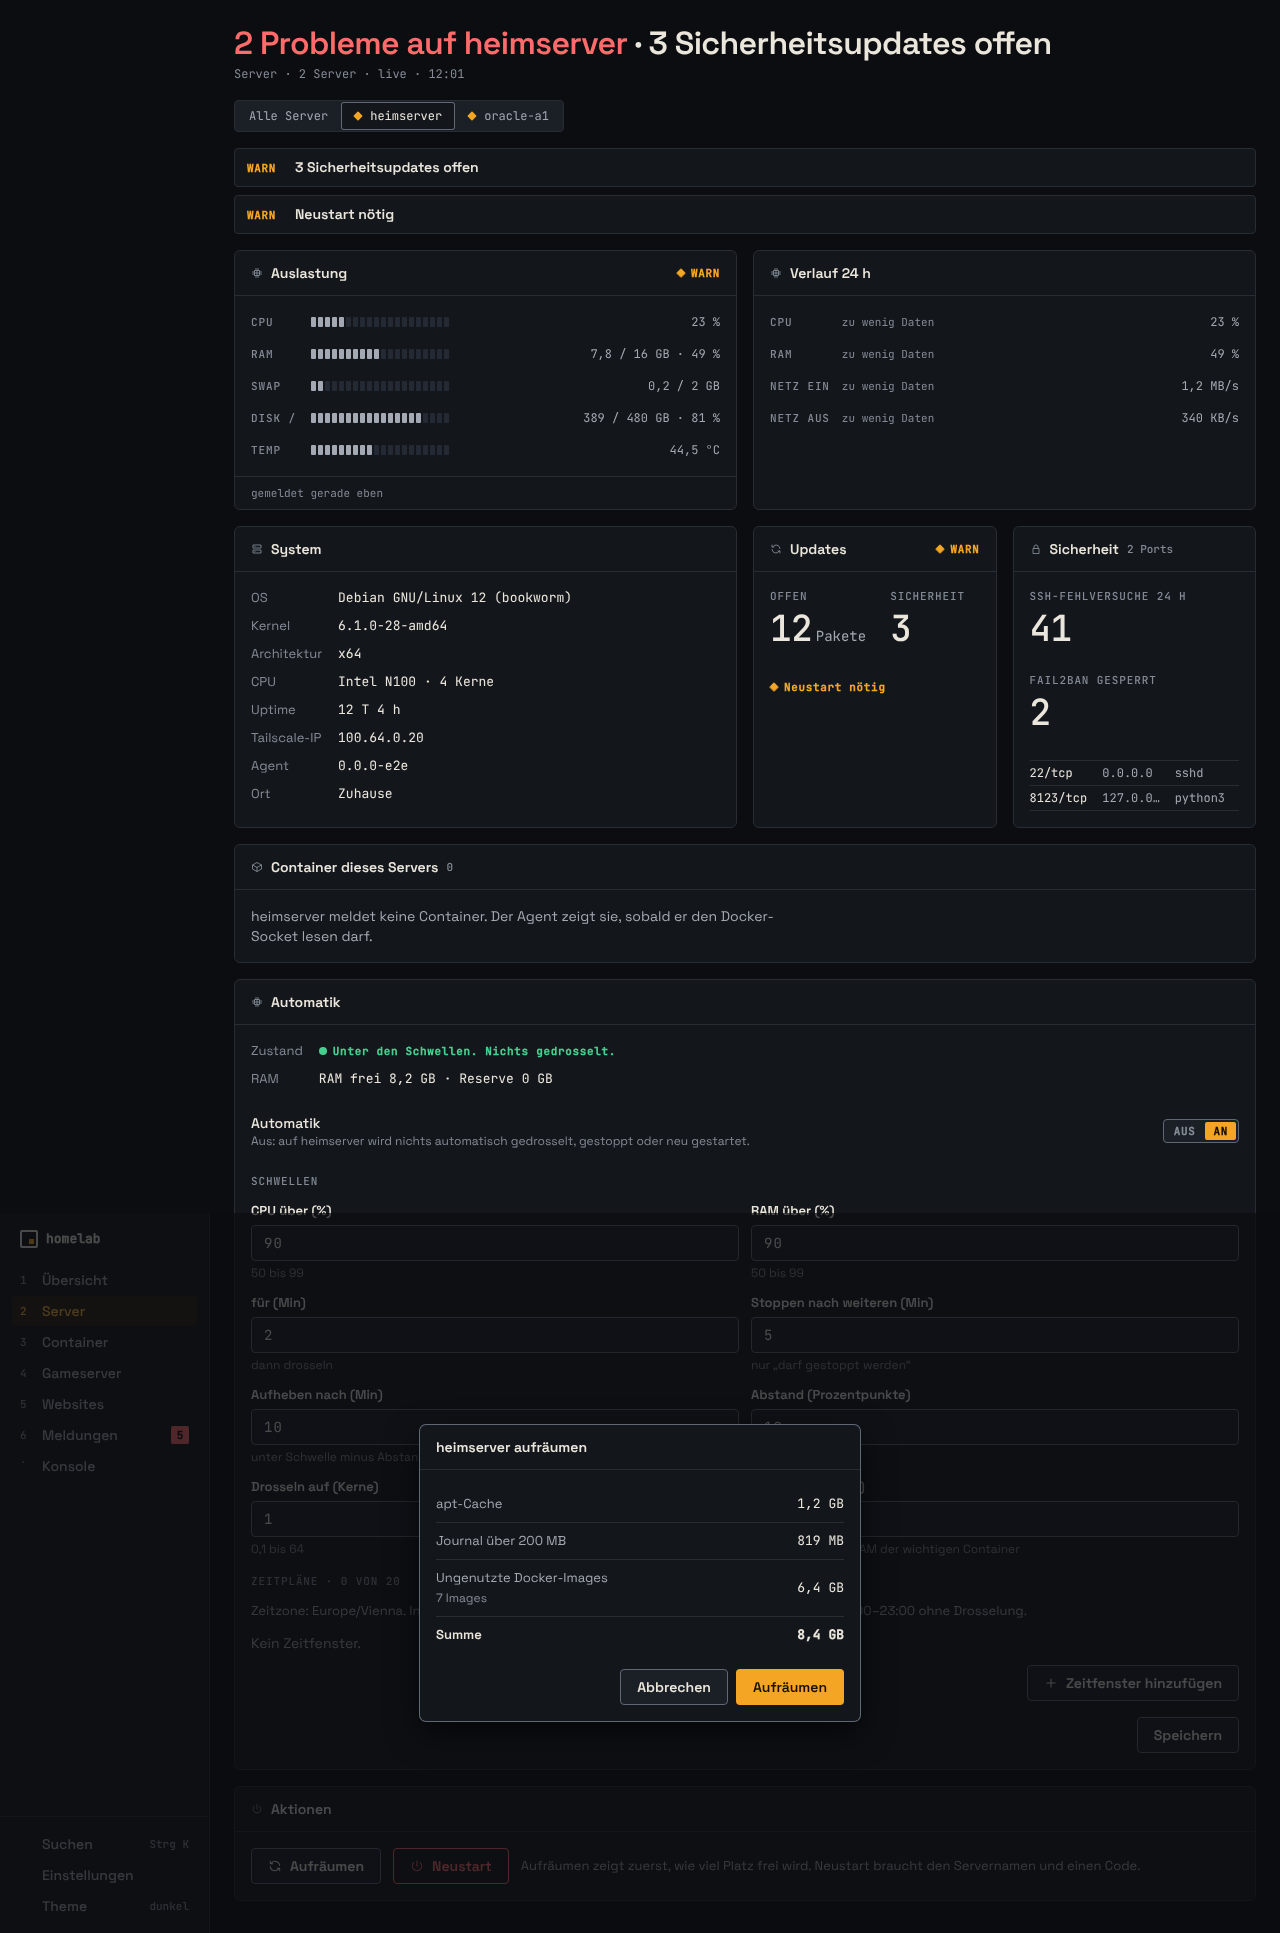 2 Probleme auf heimserver · 3 Sicherheitsupdates offen
Server · 2 Server · live · 12:01
Alle Server
heimserver
oracle-a1
WARN 3 Sicherheitsupdates offen
WARN Neustart nötig
Auslastung WARN
CPU 23 %
RAM 7,8 / 16 GB · 49 %
SWAP 0,2 / 2 GB
DISK / 389 / 480 GB · 81 %
TEMP 44,5 °C
gemeldet gerade eben
Verlauf 24 h
CPU zu wenig Daten 23 %
RAM zu wenig Daten 49 %
NETZ EIN zu wenig Daten 1,2 MB/s
NETZ AUS zu wenig Daten 340 KB/s
System
OS Debian GNU/Linux 12 (bookworm)
Kernel 6.1.0-28-amd64
Architektur x64
CPU Intel N100 · 4 Kerne
Uptime 12 T 4 h
Tailscale-IP 100.64.0.20
Agent 0.0.0-e2e
Ort Zuhause
Updates WARN
OFFEN SICHERHEIT
12 Pakete 3
Neustart nötig
Sicherheit 2 Ports
SSH-FEHLVERSUCHE 24 H
41
FAIL2BAN GESPERRT
2
22/tcp 0.0.0.0 sshd
8123/tcp 127.0.0… python3
Container dieses Servers 0
heimserver meldet keine Container. Der Agent zeigt sie, sobald er den Docker-
Socket lesen darf.
Automatik
Zustand Unter den Schwellen. Nichts gedrosselt.
RAM RAM frei 8,2 GB · Reserve 0 GB
Automatik
Aus: auf heimserver wird nichts automatisch gedrosselt, gestoppt oder neu gestartet.
AUS AN
SCHWELLEN
CPU über (%) RAM über (%)
90 90
50 bis 99 50 bis 99
für (Min) Stoppen nach weiteren (Min)
2 5
dann drosseln nur „darf gestoppt werden“
Aufheben nach (Min) Abstand (Prozentpunkte)
10
unter Schwelle minus Abstan
Drosseln auf (Kerne)
1
0,1 bis 64 AM der wichtigen Container
ZEITPLÄNE · 0 VON 20
Zeitzone: Europe/Vienna. In 00–23:00 ohne Drosselung.
Kein Zeitfenster.
Zeitfenster hinzufügen
Speichern
heimserver aufräumen
apt-Cache 1,2 GB
Journal über 200 MB 819 MB
Ungenutzte Docker-Images 6,4 GB
7 Images
Summe 8,4 GB
Abbrechen Aufräumen
Aktionen
Aufräumen Neustart Aufräumen zeigt zuerst, wie viel Platz frei wird. Neustart braucht den Servernamen und einen Code.
homelab
1 Übersicht
2 Server
3 Container
4 Gameserver
5 Websites
6 Meldungen 5
` Konsole
Suchen Strg K
Einstellungen
Theme dunkel